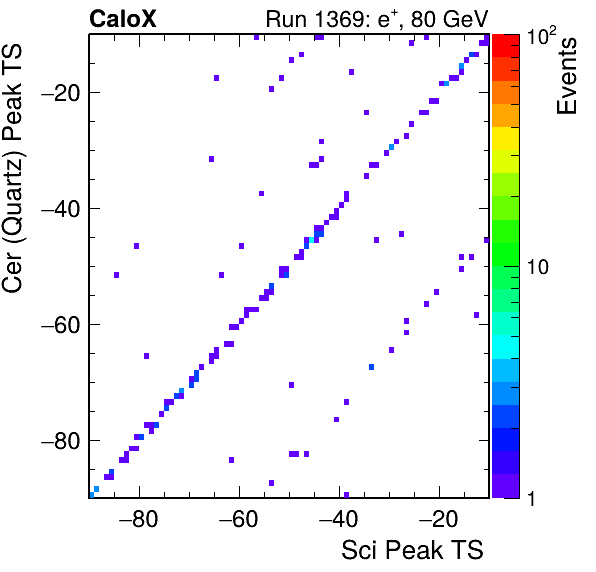 CaloX
Run 1369: e⁺, 80 GeV
Cer (Quartz) Peak TS
−20
−40
−60
−80
−80
−60
−40
−20
Sci Peak TS
10²
10
1
Events